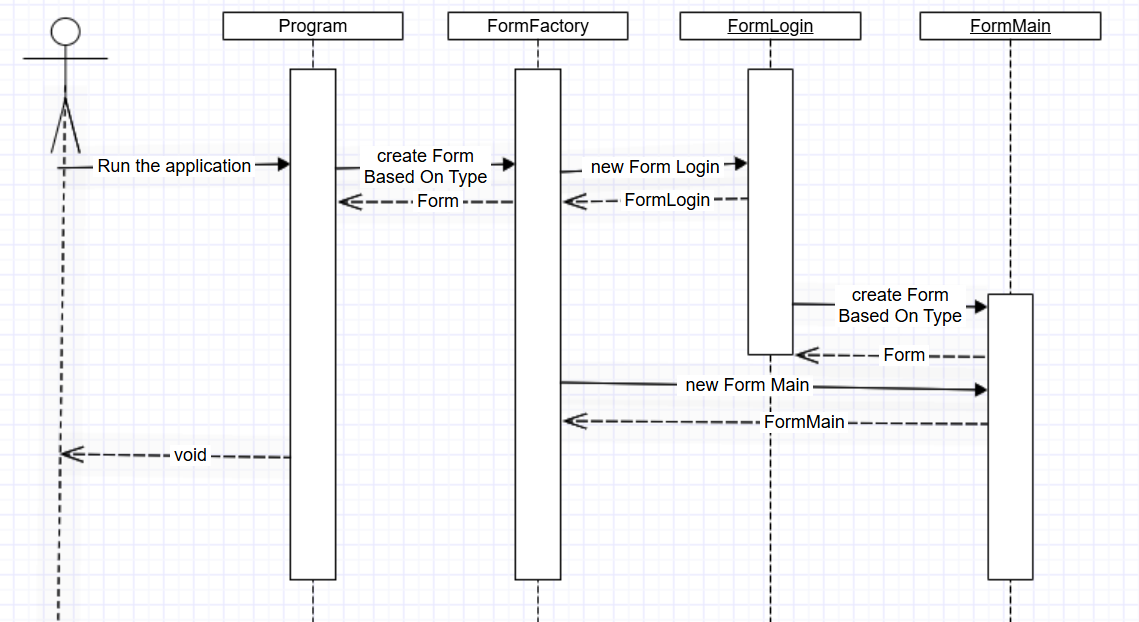 Program
FormFactory
FormLogin
FormMain
Run the application
create Form
Based On Type
new Form Login
Form
FormLogin
create Form
Based On Type
Form
new Form Main
FormMain
void